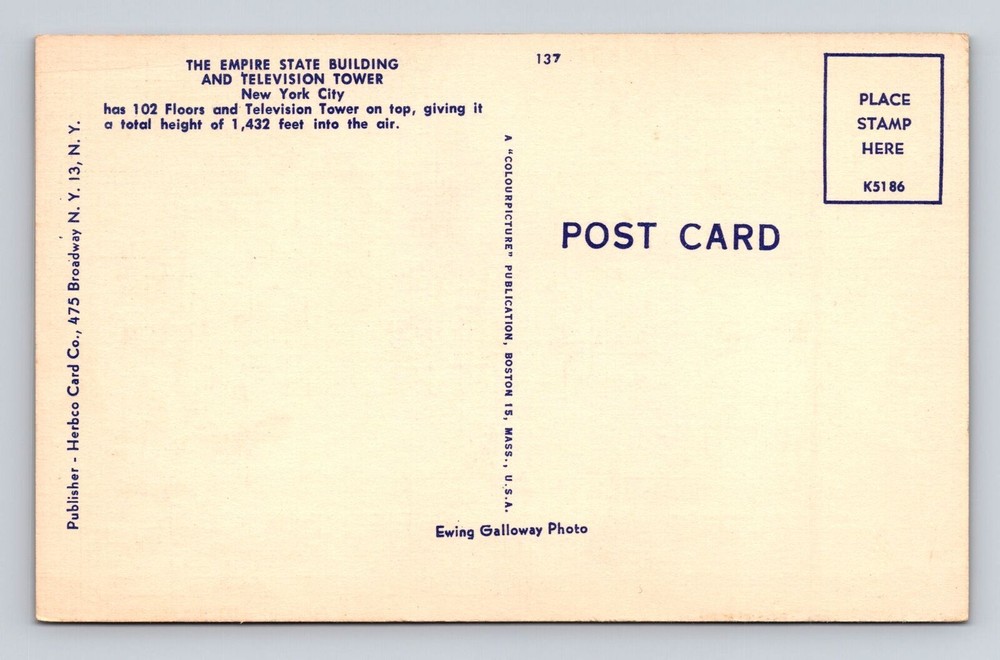 THE EMPIRE STATE BUILDING
AND TELEVISION TOWER
New York City
has 102 Floors and Television Tower on top, giving it
a total height of 1,432 feet into the air.
137
PLACE
STAMP
HERE
K5186
POST CARD
Publisher - Herbco Card Co., 475 Broadway N. Y. 13, N. Y.
A "COLOURPICTURE" PUBLICATION, BOSTON 15, MASS., U.S.A.
Ewing Galloway Photo